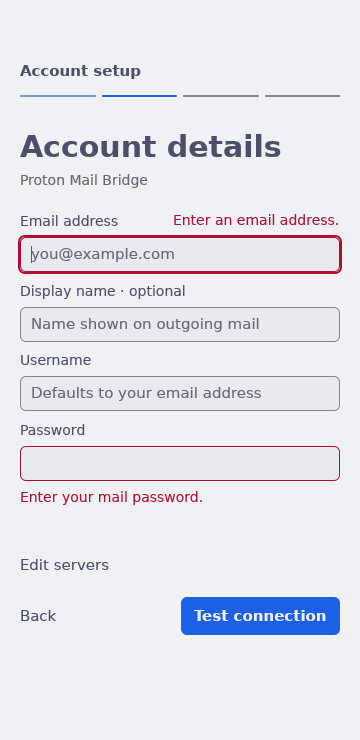 Account setup
Account details
Proton Mail Bridge
Email address
Enter an email address.
you@example.com
Display name · optional
Name shown on outgoing mail
Username
Defaults to your email address
Password
Enter your mail password.
Edit servers
Back
Test connection